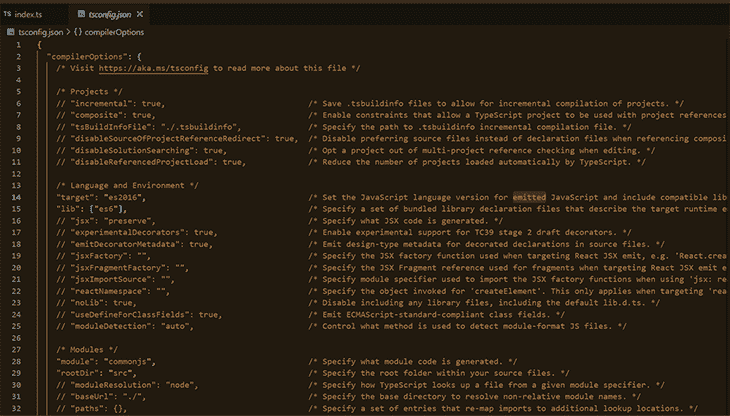 index.ts
tsconfig.json
tsconfig.json > {} compilerOptions
1 {
2 "compilerOptions": {
3 /* Visit https://aka.ms/tsconfig to read more about this file */
4
5 /* Projects */
6 // "incremental": true, /* Save .tsbuildinfo files to allow for incremental compilation of projects. */
7 // "composite": true, /* Enable constraints that allow a TypeScript project to be used with project references
8 // "tsBuildInfoFile": "./.tsbuildinfo", /* Specify the path to .tsbuildinfo incremental compilation file. */
9 // "disableSourceOfProjectReferenceRedirect": true, /* Disable preferring source files instead of declaration files when referencing composi
10 // "disableSolutionSearching": true, /* Opt a project out of multi-project reference checking when editing. */
11 // "disableReferencedProjectLoad": true, /* Reduce the number of projects loaded automatically by TypeScript. */
12
13 /* Language and Environment */
14 "target": "es2016", /* Set the JavaScript language version for emitted JavaScript and include compatible lib
15 "lib": ["es6"], /* Specify a set of bundled library declaration files that describe the target runtime e
16 // "jsx": "preserve", /* Specify what JSX code is generated. */
17 // "experimentalDecorators": true, /* Enable experimental support for TC39 stage 2 draft decorators. */
18 // "emitDecoratorMetadata": true, /* Emit design-type metadata for decorated declarations in source files. */
19 // "jsxFactory": "", /* Specify the JSX factory function used when targeting React JSX emit, e.g. 'React.crea
20 // "jsxFragmentFactory": "", /* Specify the JSX Fragment reference used for fragments when targeting React JSX emit e
21 // "jsxImportSource": "", /* Specify module specifier used to import the JSX factory functions when using 'jsx: re
22 // "reactNamespace": "", /* Specify the object invoked for 'createElement'. This only applies when targeting 'rea
23 // "noLib": true, /* Disable including any library files, including the default lib.d.ts. */
24 // "useDefineForClassFields": true, /* Emit ECMAScript-standard-compliant class fields. */
25 // "moduleDetection": "auto", /* Control what method is used to detect module-format JS files. */
26
27 /* Modules */
28 "module": "commonjs", /* Specify what module code is generated. */
29 "rootDir": "src", /* Specify the root folder within your source files. */
30 // "moduleResolution": "node", /* Specify how TypeScript looks up a file from a given module specifier. */
31 // "baseUrl": "./", /* Specify the base directory to resolve non-relative module names. */
32 // "paths": {}, /* Specify a set of entries that re-map imports to additional lookup locations. */